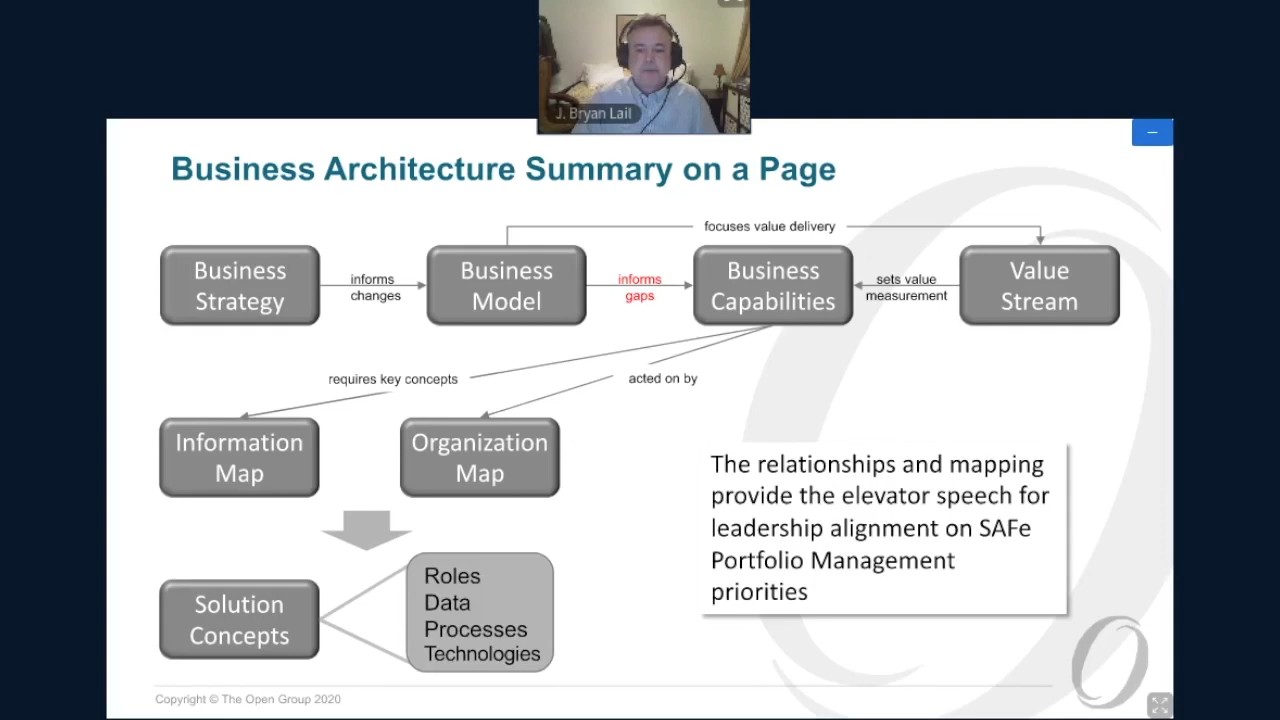 J. Bryan Lail
Business Architecture Summary on a Page
focuses value delivery
Business
Strategy
informs
changes
Business
Model
informs
gaps
Business
Capabilities
sets value
measurement
Value
Stream
requires key concepts
acted on by
Information
Map
Organization
Map
The relationships and mapping
provide the elevator speech for
leadership alignment on SAFe
Portfolio Management
priorities
Solution
Concepts
Roles
Data
Processes
Technologies
Copyright © The Open Group 2020